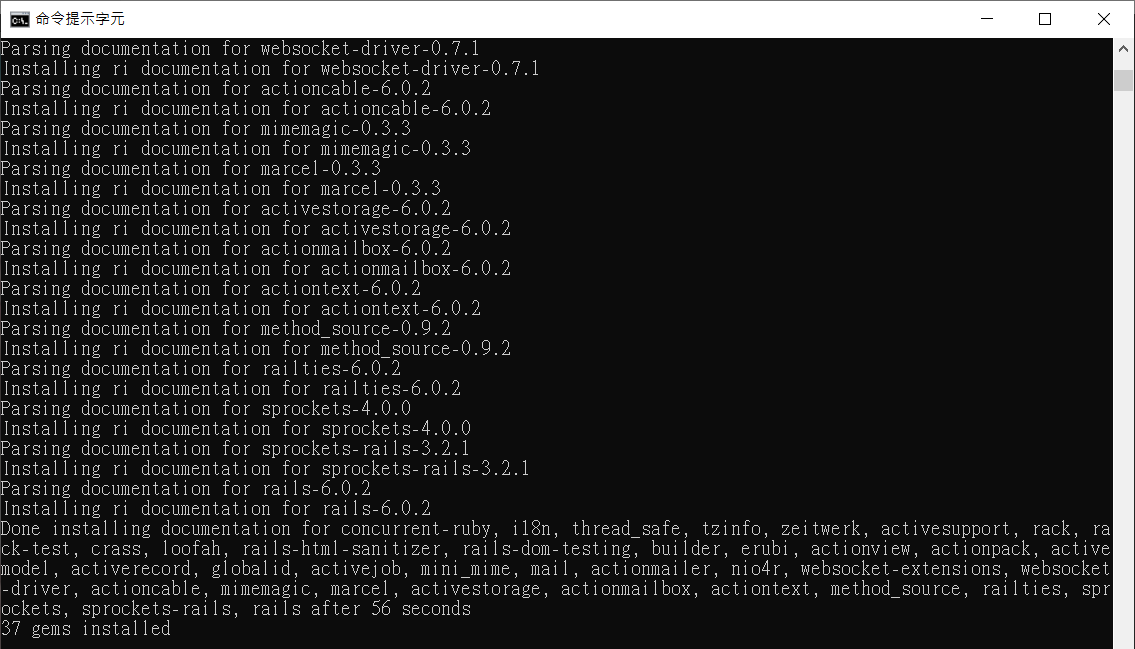 命令提示字元
Parsing documentation for websocket-driver-0.7.1
Installing ri documentation for websocket-driver-0.7.1
Parsing documentation for actioncable-6.0.2
Installing ri documentation for actioncable-6.0.2
Parsing documentation for mimemagic-0.3.3
Installing ri documentation for mimemagic-0.3.3
Parsing documentation for marcel-0.3.3
Installing ri documentation for marcel-0.3.3
Parsing documentation for activestorage-6.0.2
Installing ri documentation for activestorage-6.0.2
Parsing documentation for actionmailbox-6.0.2
Installing ri documentation for actionmailbox-6.0.2
Parsing documentation for actiontext-6.0.2
Installing ri documentation for actiontext-6.0.2
Parsing documentation for method_source-0.9.2
Installing ri documentation for method_source-0.9.2
Parsing documentation for railties-6.0.2
Installing ri documentation for railties-6.0.2
Parsing documentation for sprockets-4.0.0
Installing ri documentation for sprockets-4.0.0
Parsing documentation for sprockets-rails-3.2.1
Installing ri documentation for sprockets-rails-3.2.1
Parsing documentation for rails-6.0.2
Installing ri documentation for rails-6.0.2
Done installing documentation for concurrent-ruby, i18n, thread_safe, tzinfo, zeitwerk, activesupport, rack, ra
ck-test, crass, loofah, rails-html-sanitizer, rails-dom-testing, builder, erubi, actionview, actionpack, active
model, activerecord, globalid, activejob, mini_mime, mail, actionmailer, nio4r, websocket-extensions, websocket
-driver, actioncable, mimemagic, marcel, activestorage, actionmailbox, actiontext, method_source, railties, spr
ockets, sprockets-rails, rails after 56 seconds
37 gems installed